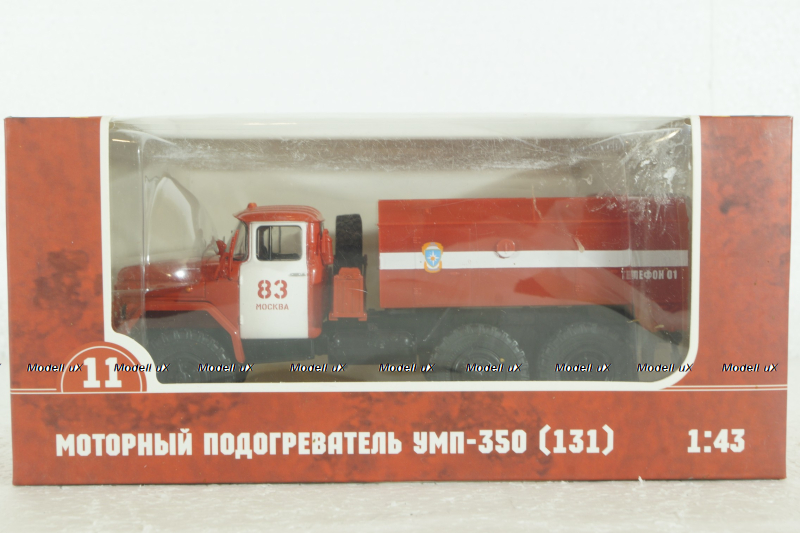 83
МОСКВА
ТЕЛЕФОН 01
11
Modell uX Modell uX Modell uX Modell uX Modell uX Modell uX Modell uX Modell uX Modell uX
МОТОРНЫЙ ПОДОГРЕВАТЕЛЬ УМП-350 (131) 1:43